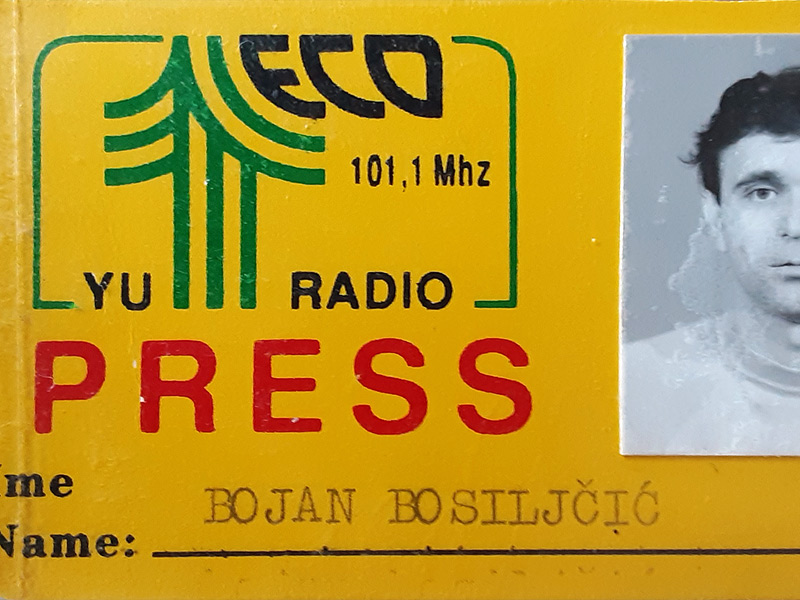 ECO
101,1 Mhz
YU RADIO
PRESS
Ime
Name:
BOJAN BOSILJČIĆ